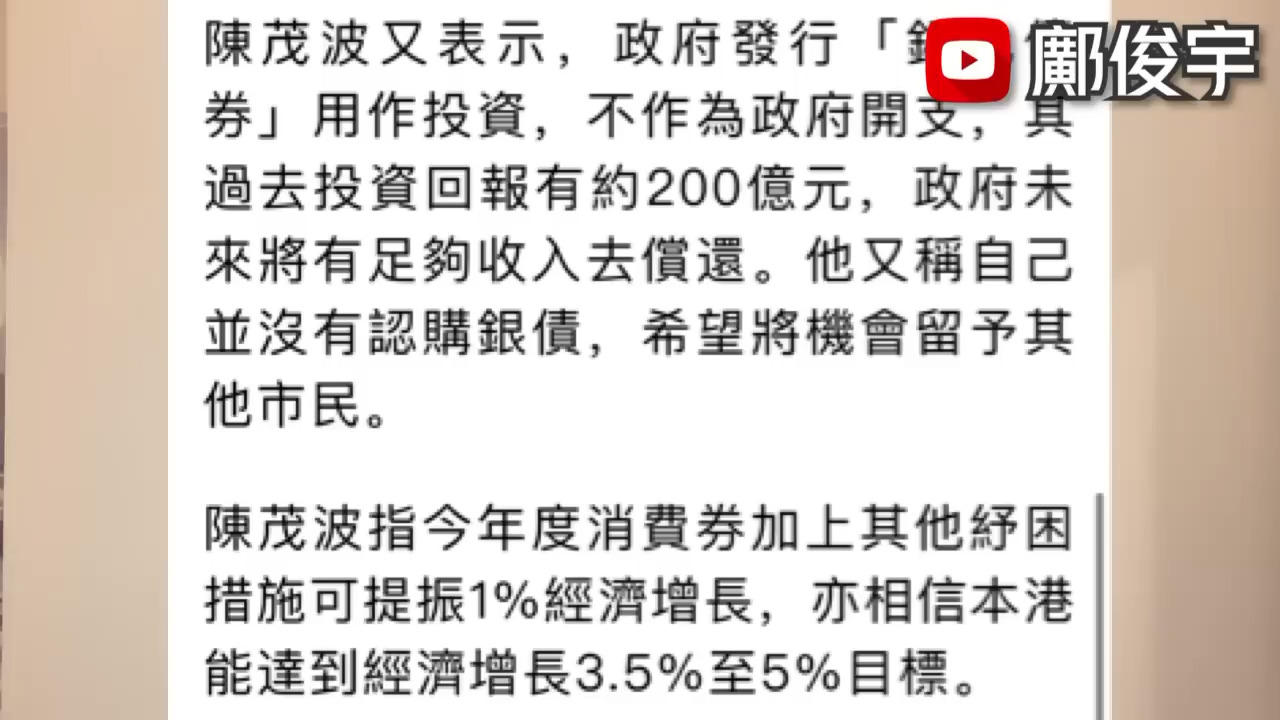 陳茂波又表示，政府發行「
券」用作投資，不作為政府開支，其
過去投資回報有約200億元，政府未
來將有足夠收入去償還。他又稱自己
並沒有認購銀債，希望將機會留予其
他市民。
陳茂波指今年度消費券加上其他紓困
措施可提振1%經濟增長，亦相信本港
能達到經濟增長3.5%至5%目標。
鄺俊宇